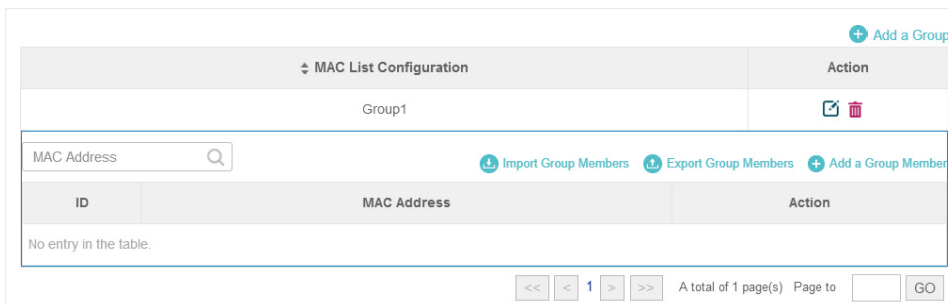 Add a Group
MAC List Configuration Action
Group1
MAC Address Import Group Members Export Group Members Add a Group Member
ID MAC Address Action
No entry in the table.
<< < 1 > >> A total of 1 page(s) Page to GO